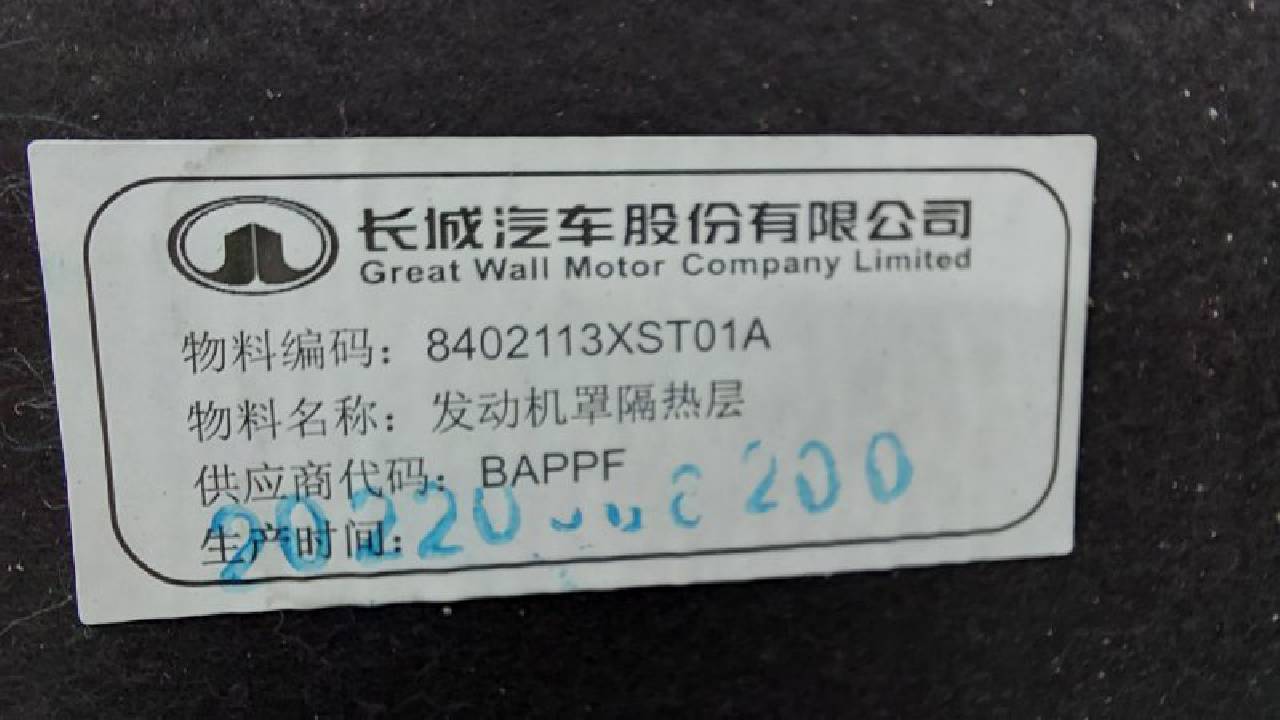 长城汽车股份有限公司
Great Wall Motor Company Limited
物料编码：8402113XST01A
物料名称：发动机罩隔热层
供应商代码：BAPPF
生产时间：